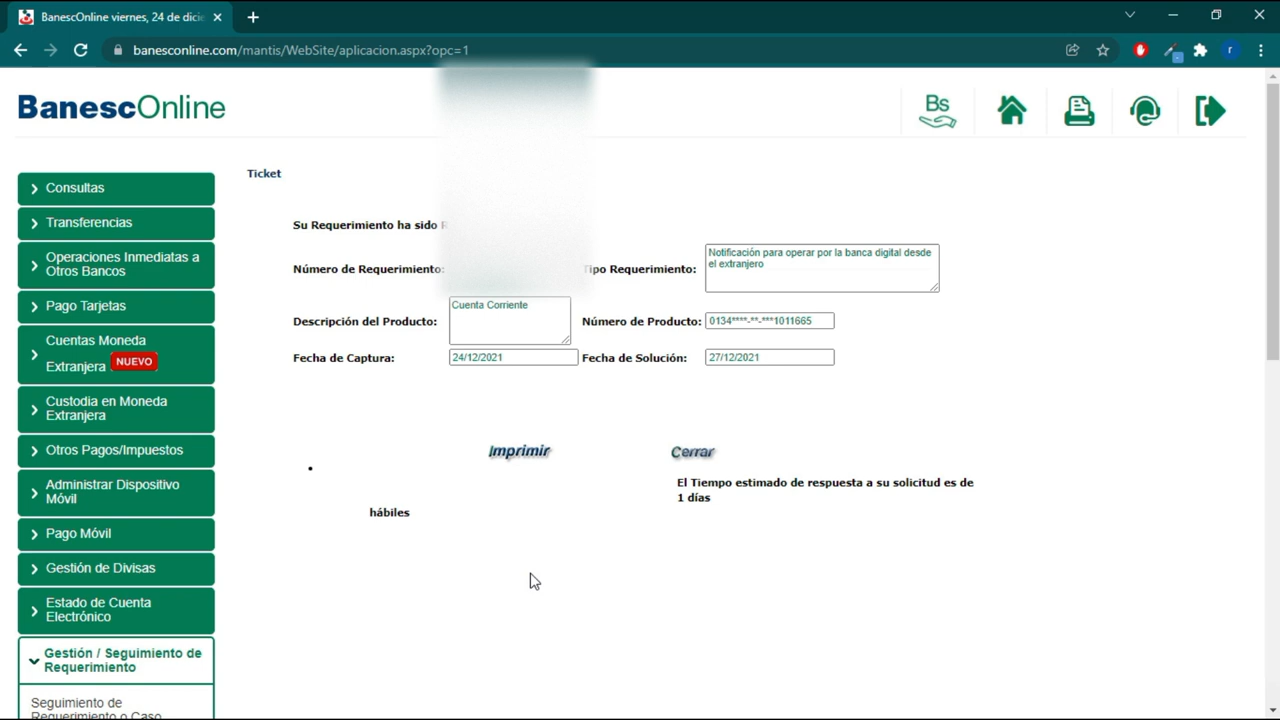 BanescOnline viernes, 24 de dicie
banesconline.com/mantis/WebSite/aplicacion.aspx?opc=1
r
BanescOnline
Bs
Consultas
Transferencias
Operaciones Inmediatas a
Otros Bancos
Pago Tarjetas
Cuentas Moneda
Extranjera NUEVO
Custodia en Moneda
Extranjera
Otros Pagos/Impuestos
Administrar Dispositivo
Móvil
Pago Móvil
Gestión de Divisas
Estado de Cuenta
Electrónico
Gestión / Seguimiento de
Requerimiento
Seguimiento de
Requerimiento o Caso
Ticket
Su Requerimiento ha sido
Número de Requerimiento:
Tipo Requerimiento:
Notificación para operar por la banca digital desde
el extranjero
Descripción del Producto:
Cuenta Corriente
Número de Producto:
0134****-**-***1011665
Fecha de Captura:
24/12/2021
Fecha de Solución:
27/12/2021
Imprimir
Cerrar
El Tiempo estimado de respuesta a su solicitud es de
1 días
hábiles